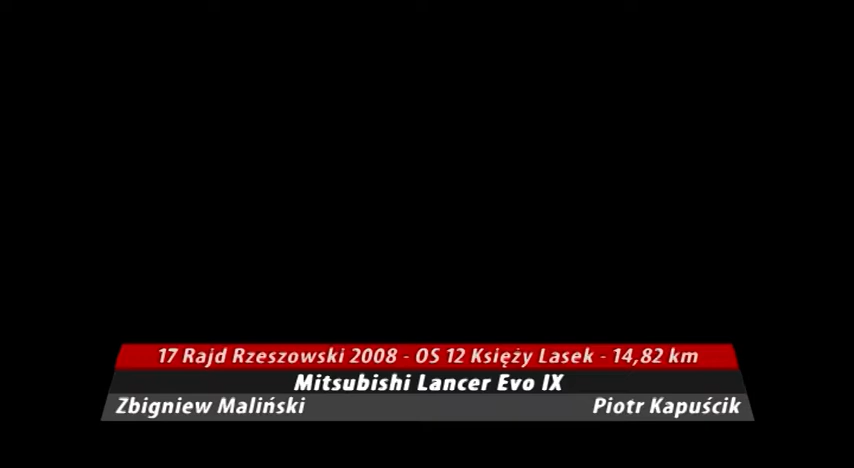 17 Rajd Rzeszowski 2008 - OS 12 Księży Lasek - 14,82 km
Mitsubishi Lancer Evo IX
Zbigniew Maliński Piotr Kapuścik